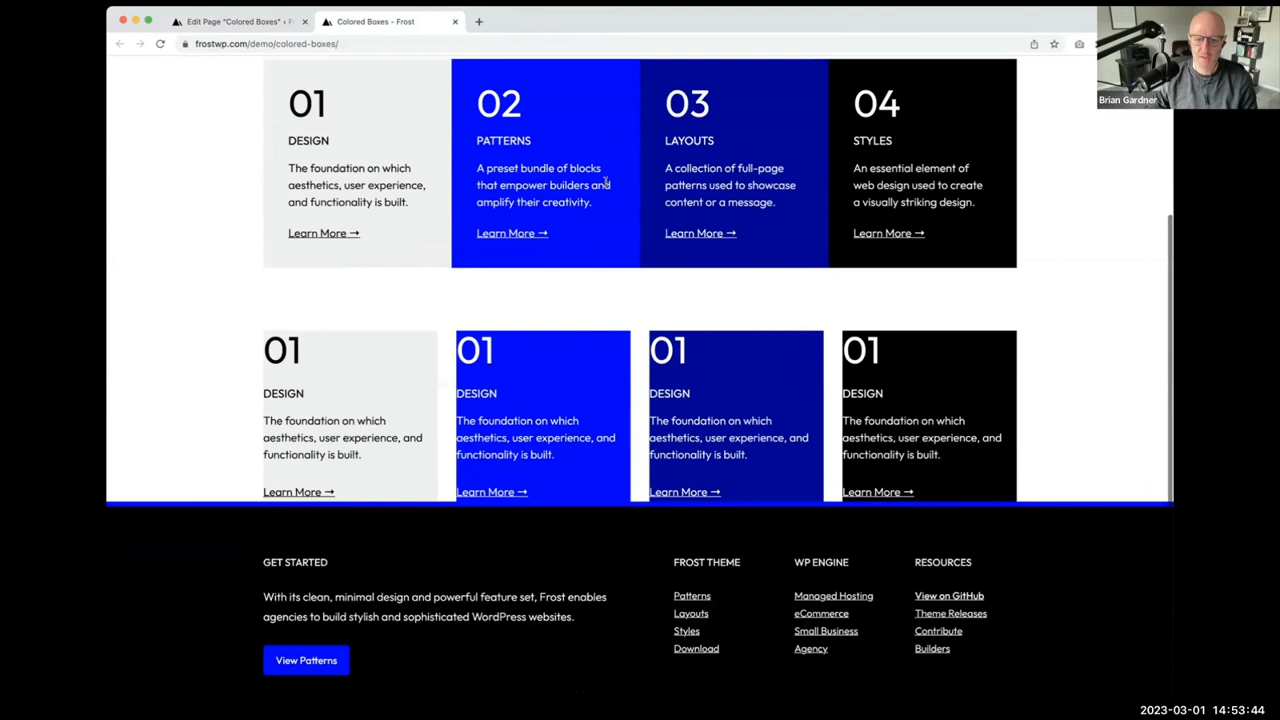 Edit Page "Colored Boxes" ‹ Fr
Colored Boxes - Frost
frostwp.com/demo/colored-boxes/
Brian Gardner
01
DESIGN
The foundation on which
aesthetics, user experience,
and functionality is built.
Learn More →
02
PATTERNS
A preset bundle of blocks
that empower builders and
amplify their creativity.
Learn More →
03
LAYOUTS
A collection of full-page
patterns used to showcase
content or a message.
Learn More →
04
STYLES
An essential element of
web design used to create
a visually striking design.
Learn More →
01
DESIGN
The foundation on which
aesthetics, user experience, and
functionality is built.
Learn More →
01
DESIGN
The foundation on which
aesthetics, user experience, and
functionality is built.
Learn More →
01
DESIGN
The foundation on which
aesthetics, user experience, and
functionality is built.
Learn More →
01
DESIGN
The foundation on which
aesthetics, user experience, and
functionality is built.
Learn More →
GET STARTED
With its clean, minimal design and powerful feature set, Frost enables
agencies to build stylish and sophisticated WordPress websites.
View Patterns
FROST THEME
Patterns
Layouts
Styles
Download
WP ENGINE
Managed Hosting
eCommerce
Small Business
Agency
RESOURCES
View on GitHub
Theme Releases
Contribute
Builders
2023-03-01 14:53:44